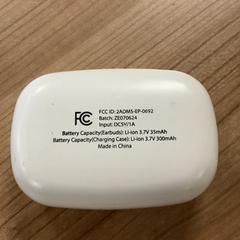 FC FCC ID: 2ADM5-EP-0692
Batch: ZE070624
Input: DC5V/1A
Battery Capacity(Earbuds): Li-ion 3.7V 35mAh
Battery Capacity(Charging Case): Li-ion 3.7V 300mAh
Made in China